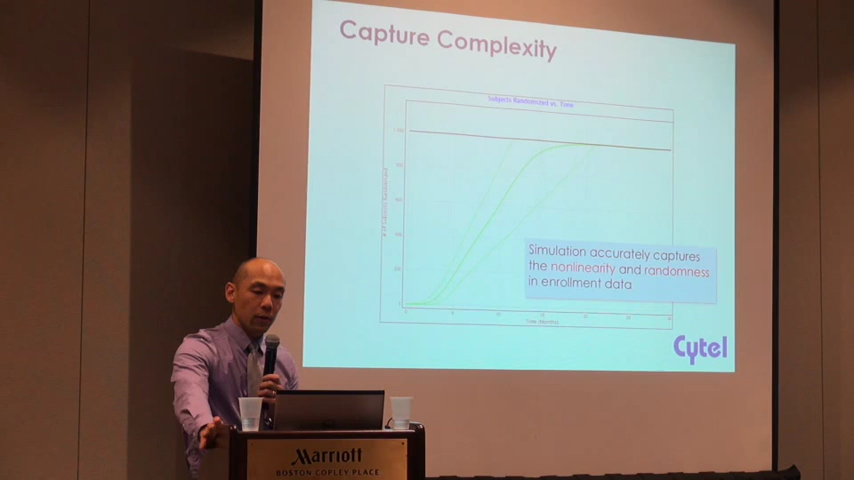 Capture Complexity
Subjects Randomized vs. Time
Simulation accurately captures
the nonlinearity and randomness
in enrollment data
Cytel
Marriott
BOSTON COPLEY PLACE